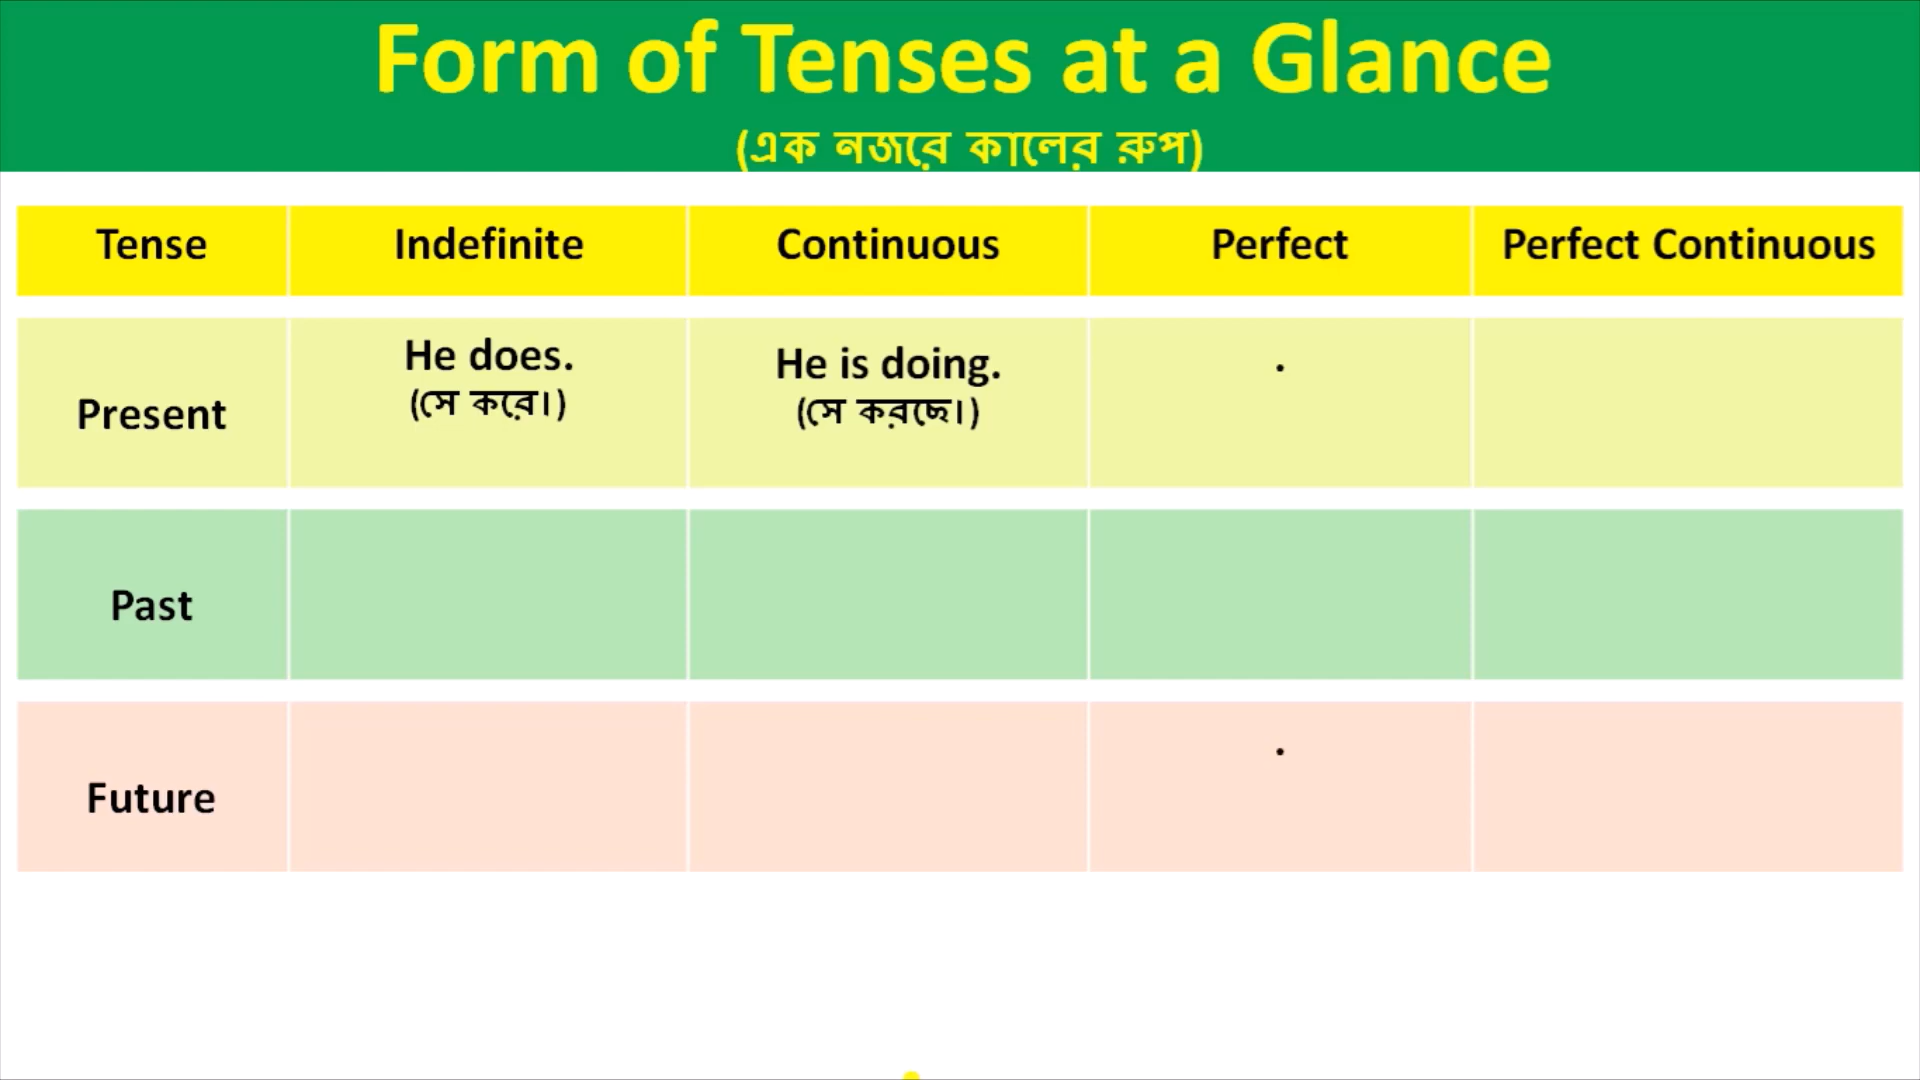 Form of Tenses at a Glance
(এক নজরে কালের রুপ)
Tense Indefinite Continuous Perfect Perfect Continuous
He does.
(সে করে।)
He is doing.
(সে করছে।)
.
Present
Past
.
Future